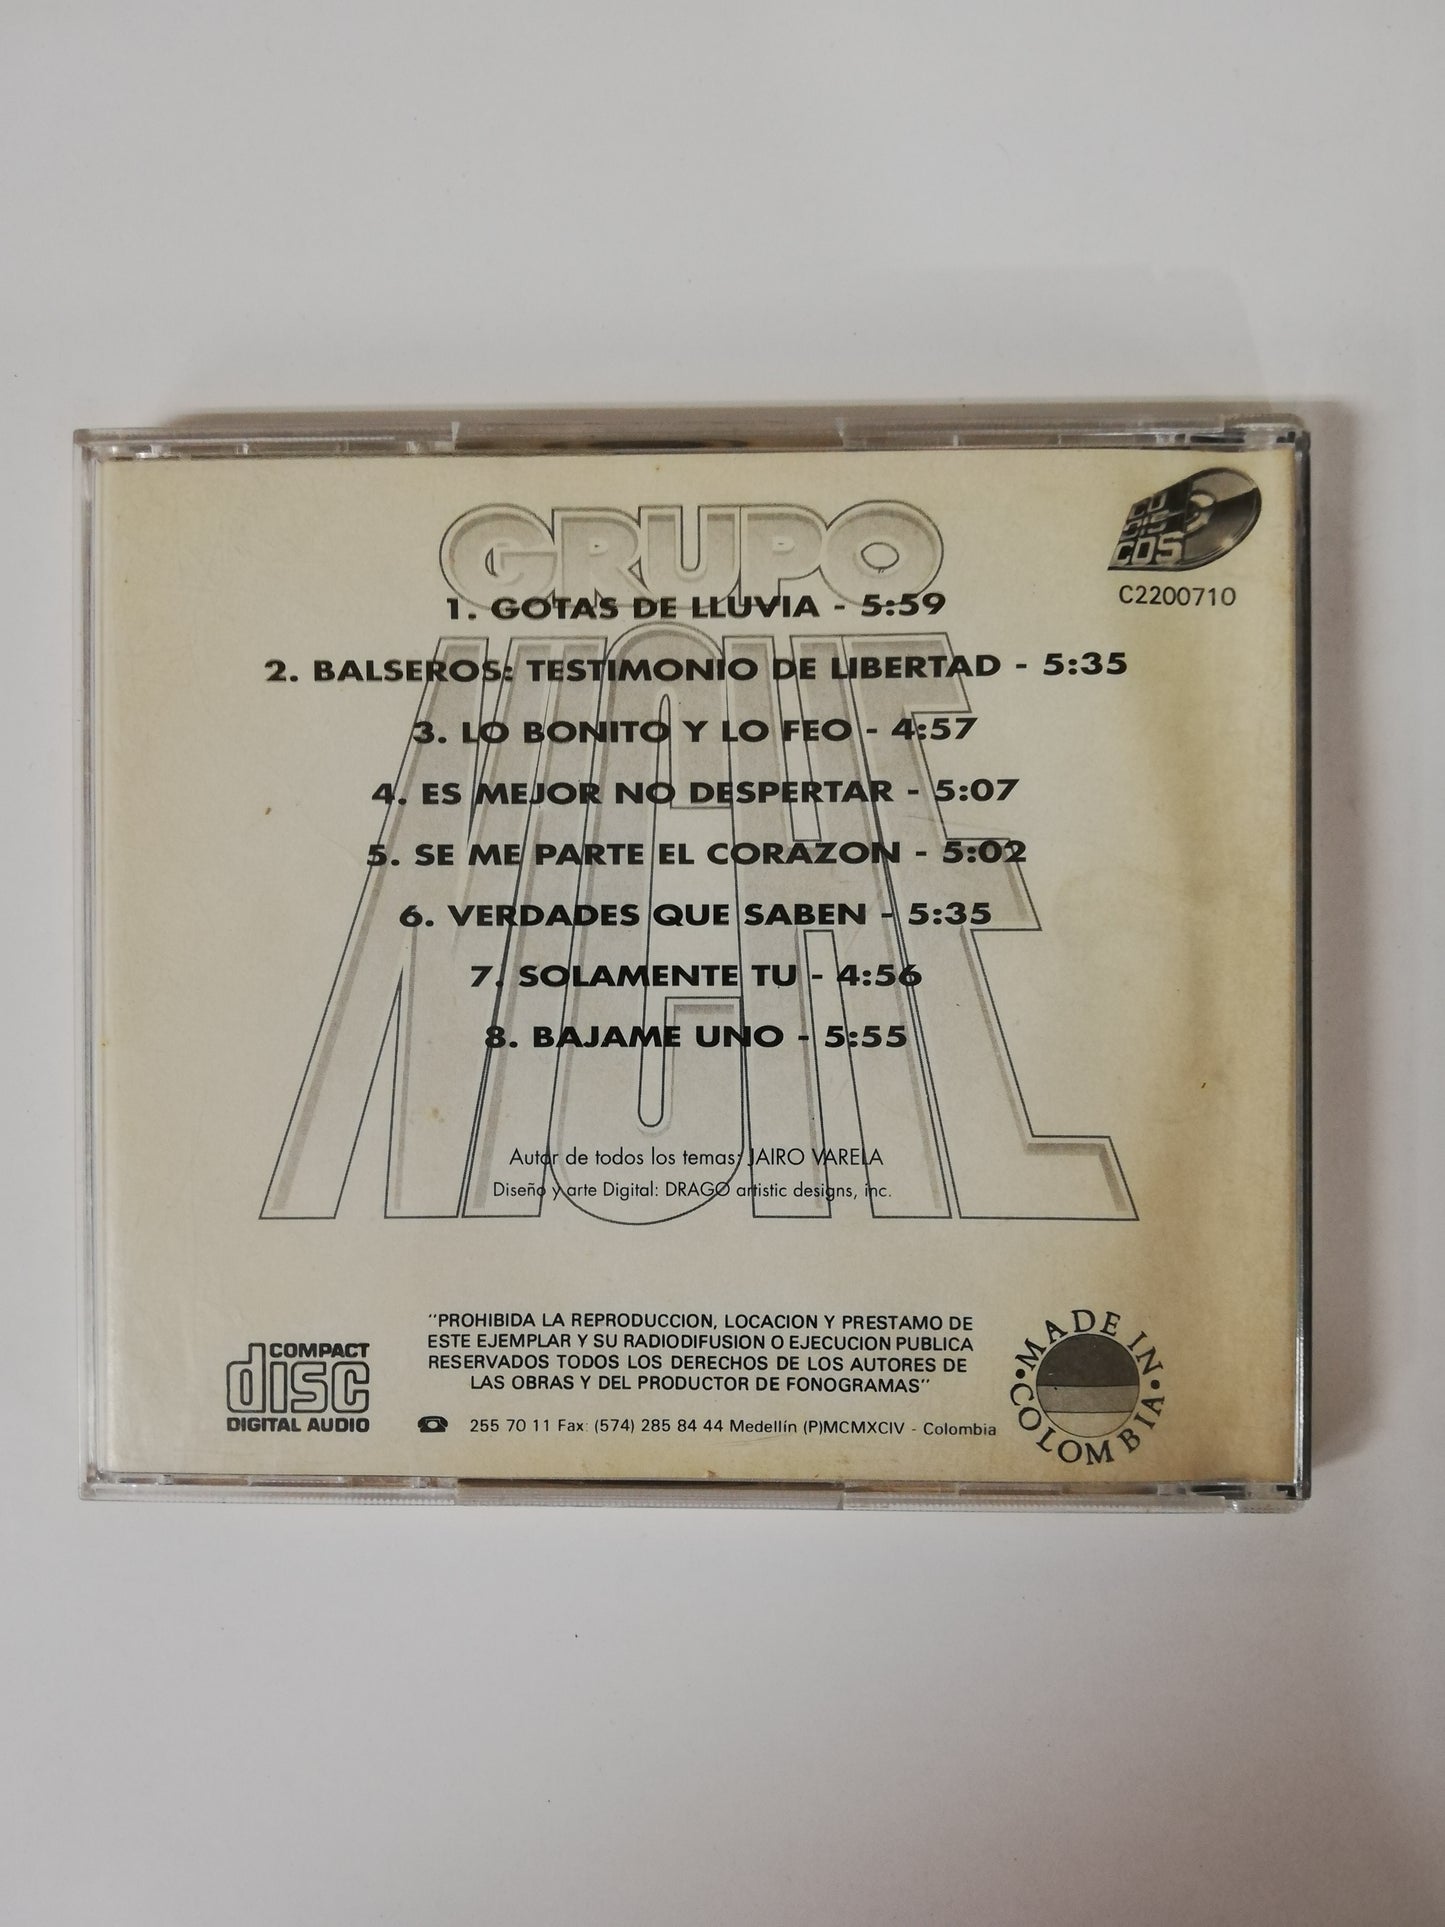 GRUPO
NICHE
CO
DIS
COS
C2200710
1. GOTAS DE LLUVIA - 5:59
2. BALSEROS: TESTIMONIO DE LIBERTAD - 5:35
3. LO BONITO Y LO FEO - 4:57
4. ES MEJOR NO DESPERTAR - 5:07
5. SE ME PARTE EL CORAZON - 5:02
6. VERDADES QUE SABEN - 5:35
7. SOLAMENTE TU - 4:56
8. BAJAME UNO - 5:55
Autor de todos los temas: JAIRO VARELA
Diseño y arte Digital: DRAGO artistic designs, inc.
COMPACT
disc
DIGITAL AUDIO
"PROHIBIDA LA REPRODUCCION, LOCACION Y PRESTAMO DE
ESTE EJEMPLAR Y SU RADIODIFUSION O EJECUCION PUBLICA
RESERVADOS TODOS LOS DERECHOS DE LOS AUTORES DE
LAS OBRAS Y DEL PRODUCTOR DE FONOGRAMAS"
☎ 255 70 11 Fax: (574) 285 84 44 Medellín (P)MCMXCIV - Colombia
• MADE IN •
COLOMBIA